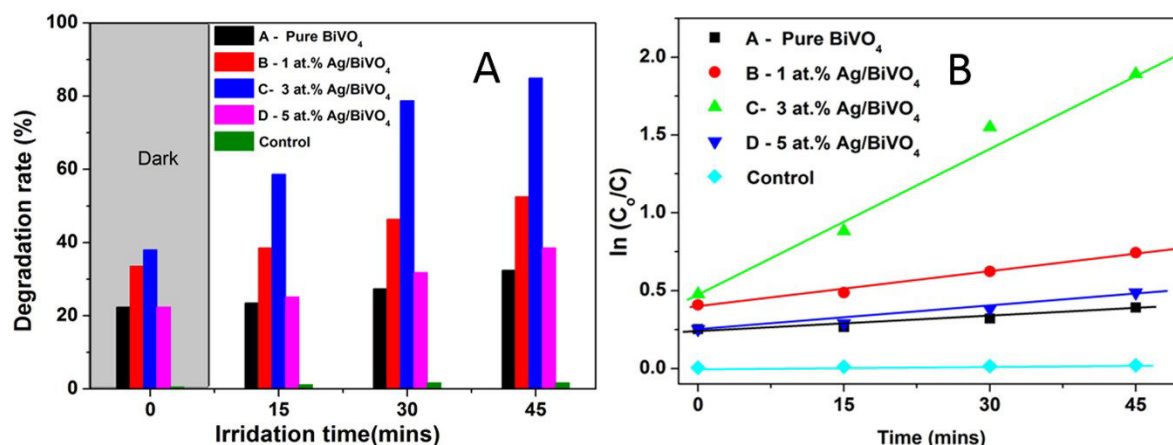 A - Pure BiVO₄
B - 1 at.% Ag/BiVO₄
C- 3 at.% Ag/BiVO₄
D - 5 at.% Ag/BiVO₄
Control
A
Dark
Degradation rate (%)
100
80
60
40
20
0
0 15 30 45
Irridation time(mins)
A - Pure BiVO₄
B - 1 at.% Ag/BiVO₄
C- 3 at.% Ag/BiVO₄
D - 5 at.% Ag/BiVO₄
Control
B
ln (Cₒ/C)
2.0
1.5
1.0
0.5
0.0
0 15 30 45
Time (mins)